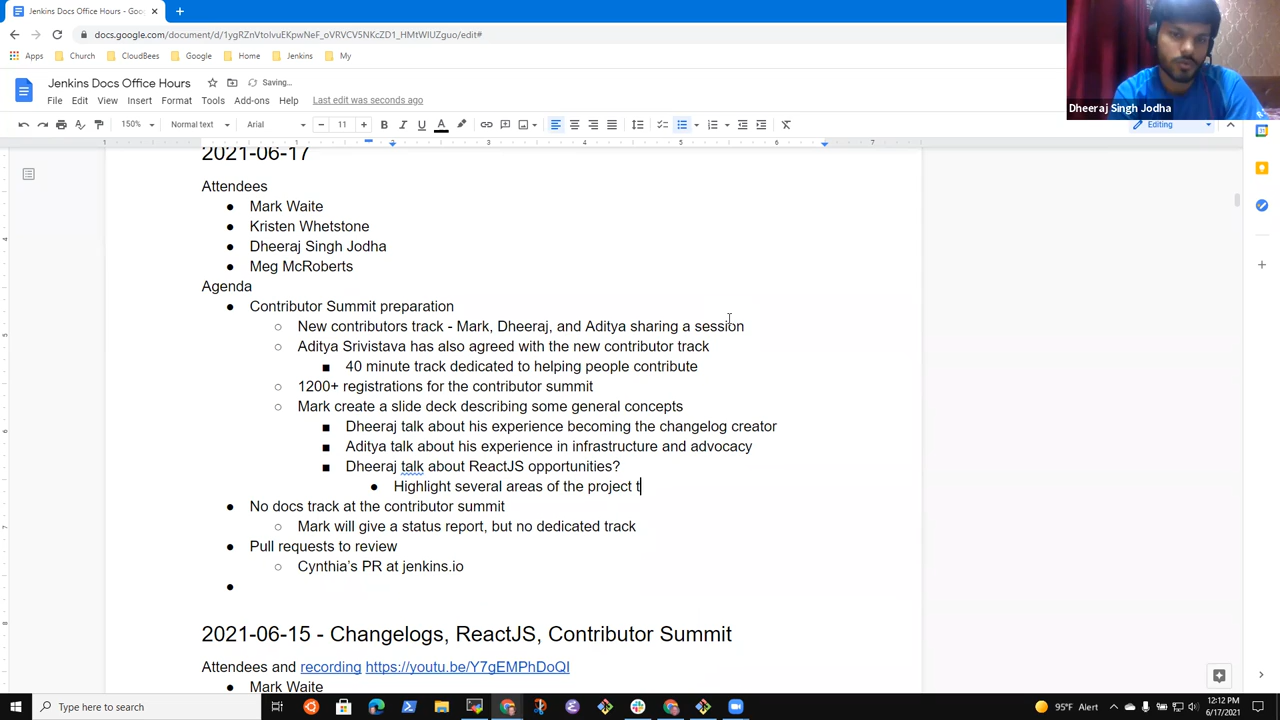 Jenkins Docs Office Hours - Goo
docs.google.com/document/d/1ygRZnVtoIvuEKpwNeF_oVRVCV5NKcZD1_HMtWIUZguo/edit#
Apps Church CloudBees Google Home Jenkins My
Jenkins Docs Office Hours Saving...
File Edit View Insert Format Tools Add-ons Help Last edit was seconds ago
150% Normal text Arial 11 Editing
Dheeraj Singh Jodha
2021-06-17
Attendees
● Mark Waite
● Kristen Whetstone
● Dheeraj Singh Jodha
● Meg McRoberts
Agenda
● Contributor Summit preparation
○ New contributors track - Mark, Dheeraj, and Aditya sharing a session
○ Aditya Srivistava has also agreed with the new contributor track
■ 40 minute track dedicated to helping people contribute
○ 1200+ registrations for the contributor summit
○ Mark create a slide deck describing some general concepts
■ Dheeraj talk about his experience becoming the changelog creator
■ Aditya talk about his experience in infrastructure and advocacy
■ Dheeraj talk about ReactJS opportunities?
● Highlight several areas of the project t
● No docs track at the contributor summit
○ Mark will give a status report, but no dedicated track
● Pull requests to review
○ Cynthia's PR at jenkins.io
●
2021-06-15 - Changelogs, ReactJS, Contributor Summit
Attendees and recording https://youtu.be/Y7gEMPhDoQI
● Mark Waite
Type here to search
95°F Alert
12:12 PM
6/17/2021